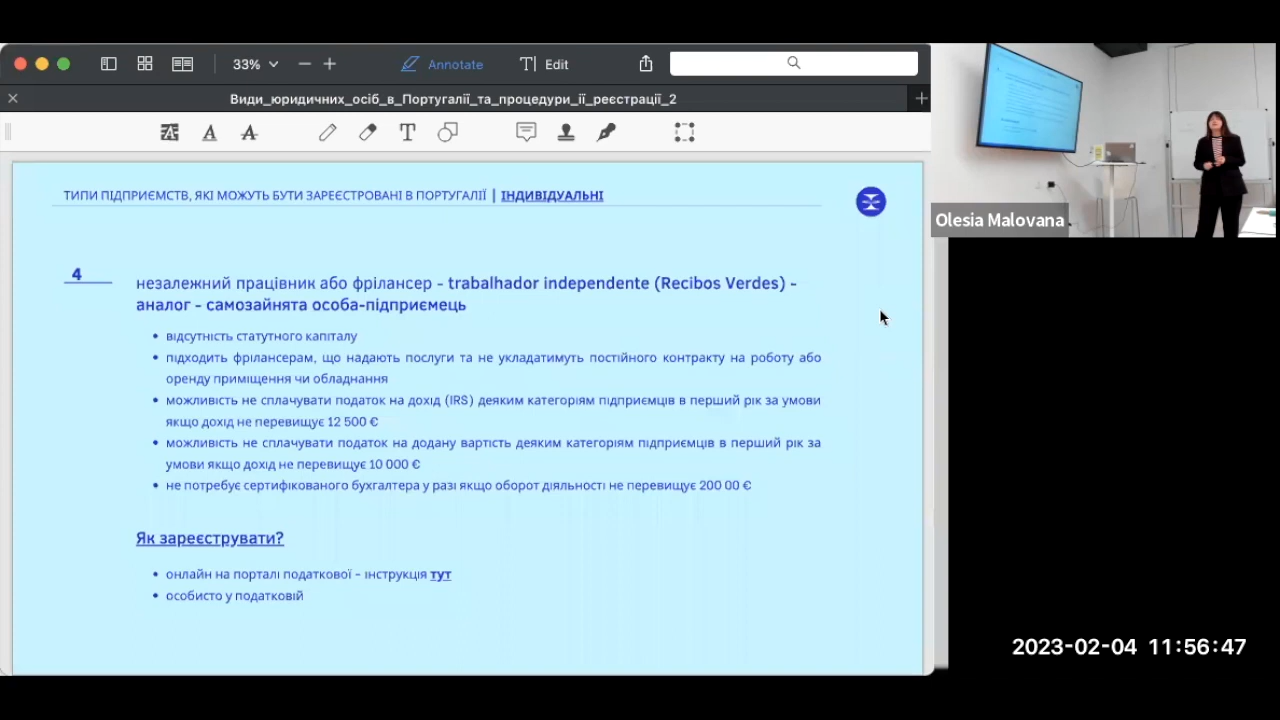 33%
Annotate
Edit
Види_юридичних_осіб_в_Португалії_та_процедури_ії_реєстрації_2
ТИПИ ПІДПРИЄМСТВ, ЯКІ МОЖУТЬ БУТИ ЗАРЕЄСТРОВАНІ В ПОРТУГАЛІЇ | ІНДИВІДУАЛЬНІ
4
незалежний працівник або фрілансер - trabalhador independente (Recibos Verdes) -
аналог - самозайнята особа-підприємець
• відсутність статутного капіталу
• підходить фрілансерам, що надають послуги та не укладатимуть постійного контракту на роботу або
оренду приміщення чи обладнання
• можливість не сплачувати податок на дохід (IRS) деяким категоріям підприємців в перший рік за умови
якщо дохід не перевищує 12 500 €
• можливість не сплачувати податок на додану вартість деяким категоріям підприємців в перший рік за
умови якщо дохід не перевищує 10 000 €
• не потребує сертифікованого бухгалтера у разі якщо оборот діяльності не перевищує 200 00 €
Як зареєструвати?
• онлайн на порталі податкової – інструкція тут
• особисто у податковій
Olesia Malovana
2023-02-04 11:56:47